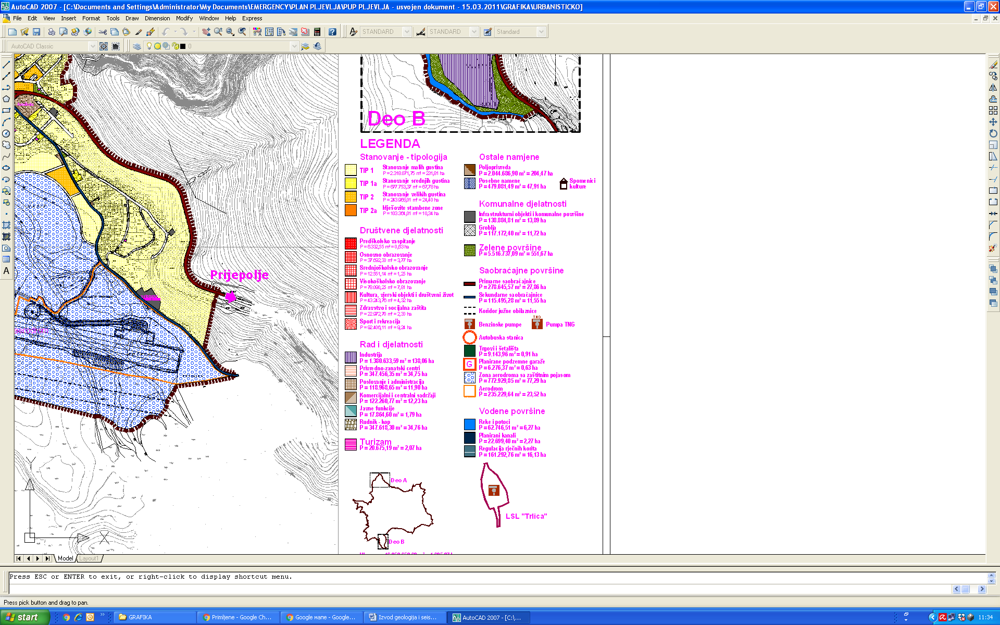 AutoCAD 2007 - [C:\Documents and Settings\Administrator\My Documents\EMERGENCY\PLAN PLJEVLJA\PUP PLJEVLJA - usvojen dokument - 15.03.2011\GRAFIKA\URBANISTICKO]
File Edit View Insert Format Tools Draw Dimension Modify Window Help Express
STANDARD STANDARD Standard
AutoCAD Classic 0
Deo B
Prijepolje
LEGENDA
Stanovanje - tipologija
TIP 1 Stanovanje malih gustina
P = 2.318.071,75 m² = 231,81 ha
TIP 1a Stanovanje srednjih gustina
P = 677.753,37 m² = 67,78 ha
TIP 2 Stanovanje velikih gustina
P = 243.968,01 m² = 24,40 ha
TIP 2a Mješovite stambene zone
P = 103.361,01 m² = 10,34 ha
Društvene djelatnosti
Predškolsko vaspitanje
P = 6.332,55 m² = 0,63 ha
Osnovno obrazovanje
P = 37.692,30 m² = 3,77 ha
Srednjoškolsko obrazovanje
P = 12.551,14 m² = 1,25 ha
Visokoškolsko obrazovanje
P = 78.090,25 m² = 7,81 ha
Kultura, vjerski objekti i društveni život
P = 43.243,76 m² = 4,32 ha
Zdravstvo i socijalna zaštita
P = 22.972,70 m² = 2,30 ha
Sport i rekreacija
P = 92.406,11 m² = 9,24 ha
Rad i djelatnosti
Industrija
P = 1.380.633,59 m² = 138,06 ha
Privredno-zanatski centri
P = 347.456,35 m² = 34,75 ha
Poslovanje i administracija
P = 118.968,65 m² = 11,90 ha
Komercijalni i centralni sadržaji
P = 122.260,77 m² = 12,23 ha
Javne funkcije
P = 17.864,60 m² = 1,79 ha
Rudnik - kop
P = 347.618,30 m² = 34,76 ha
Turizam
P = 20.675,19 m² = 2,07 ha
Ostale namjene
Poljoprivreda
P = 2.044.686,90 m² = 204,47 ha
Posebne namene
P = 479.081,49 m² = 47,91 ha
Spomenici
kulture
Komunalne djelatnosti
Infrastrukturni objekti i komunalne površine
P = 138.884,81 m² = 13,89 ha
Groblja
P = 117.172,40 m² = 11,72 ha
Zelene površine
P = 5.516.737,09 m² = 551,67 ha
Saobraćajne površine
Primarne saobraćajnice
P = 278.645,57 m² = 27,86 ha
Sekundarne saobraćajnice
P = 115.495,28 m² = 11,55 ha
Koridor južne obilaznice
TNG
Benzinske pumpe Pumpa TNG
Autobuska stanica
Trgovi i šetališta
P = 9.143,96 m² = 0,91 ha
G Planirane podzemne garaže
P = 6.276,37 m² = 0,63 ha
Zona aerodroma sa zaštitnim pojasom
P = 772.929,85 m² = 77,29 ha
Aerodrom
P = 235.229,64 m² = 23,52 ha
Vodene površine
Reke i potoci
P = 62.746,51 m² = 6,27 ha
Planirani kanali
P = 22.699,40 m² = 2,27 ha
Regulacija rječnih korita
P = 161.292,76 m² = 16,13 ha
Deo A
Deo B
LSL "Trlica"
Y
X
Model Layout1
Press ESC or ENTER to exit, or right-click to display shortcut menu.
Press pick button and drag to pan.
start GRAFIKA Primljene - Google Ch... Google мапе - Google... Izvod geologija i seis... AutoCAD 2007 - [C:\... 11:34